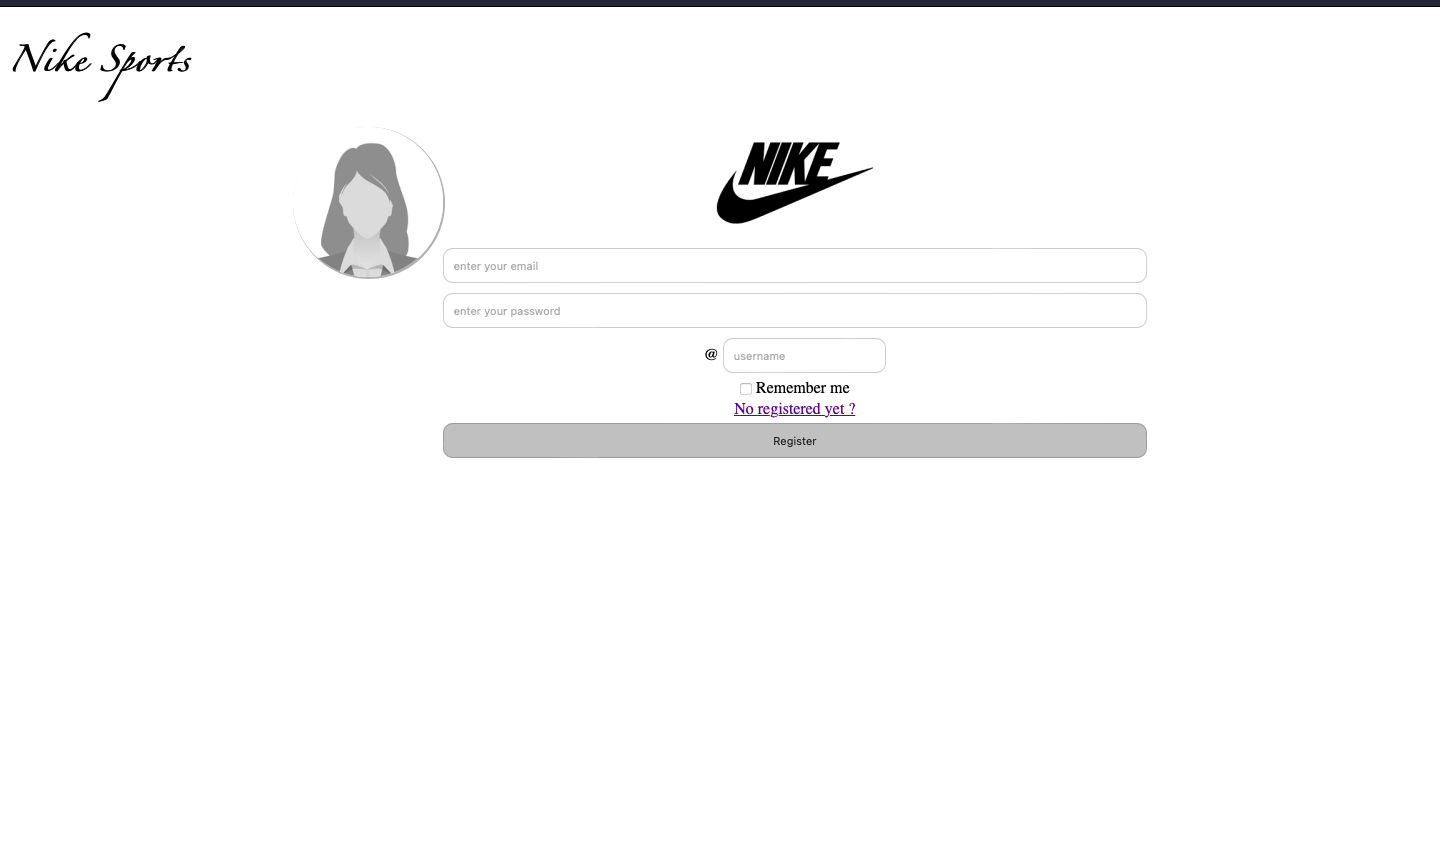 Nike Sports
NIKE
enter your email
enter your password
@ username
Remember me
No registered yet ?
Register